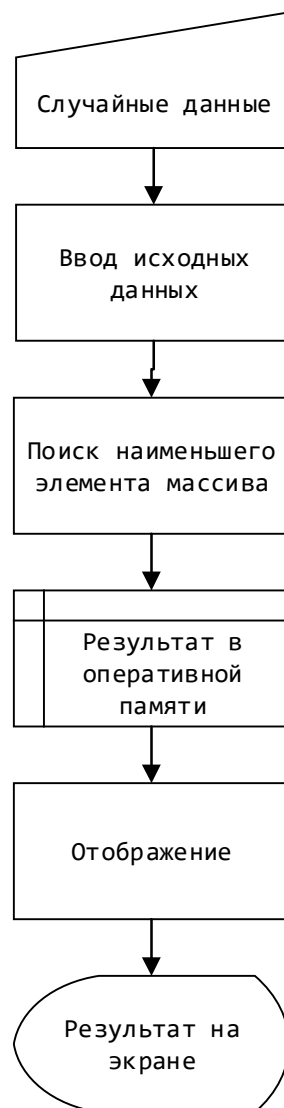 Случайные данные
Ввод исходных
данных
Поиск наименьшего
элемента массива
Результат в
оперативной
памяти
Отображение
Результат на
экране